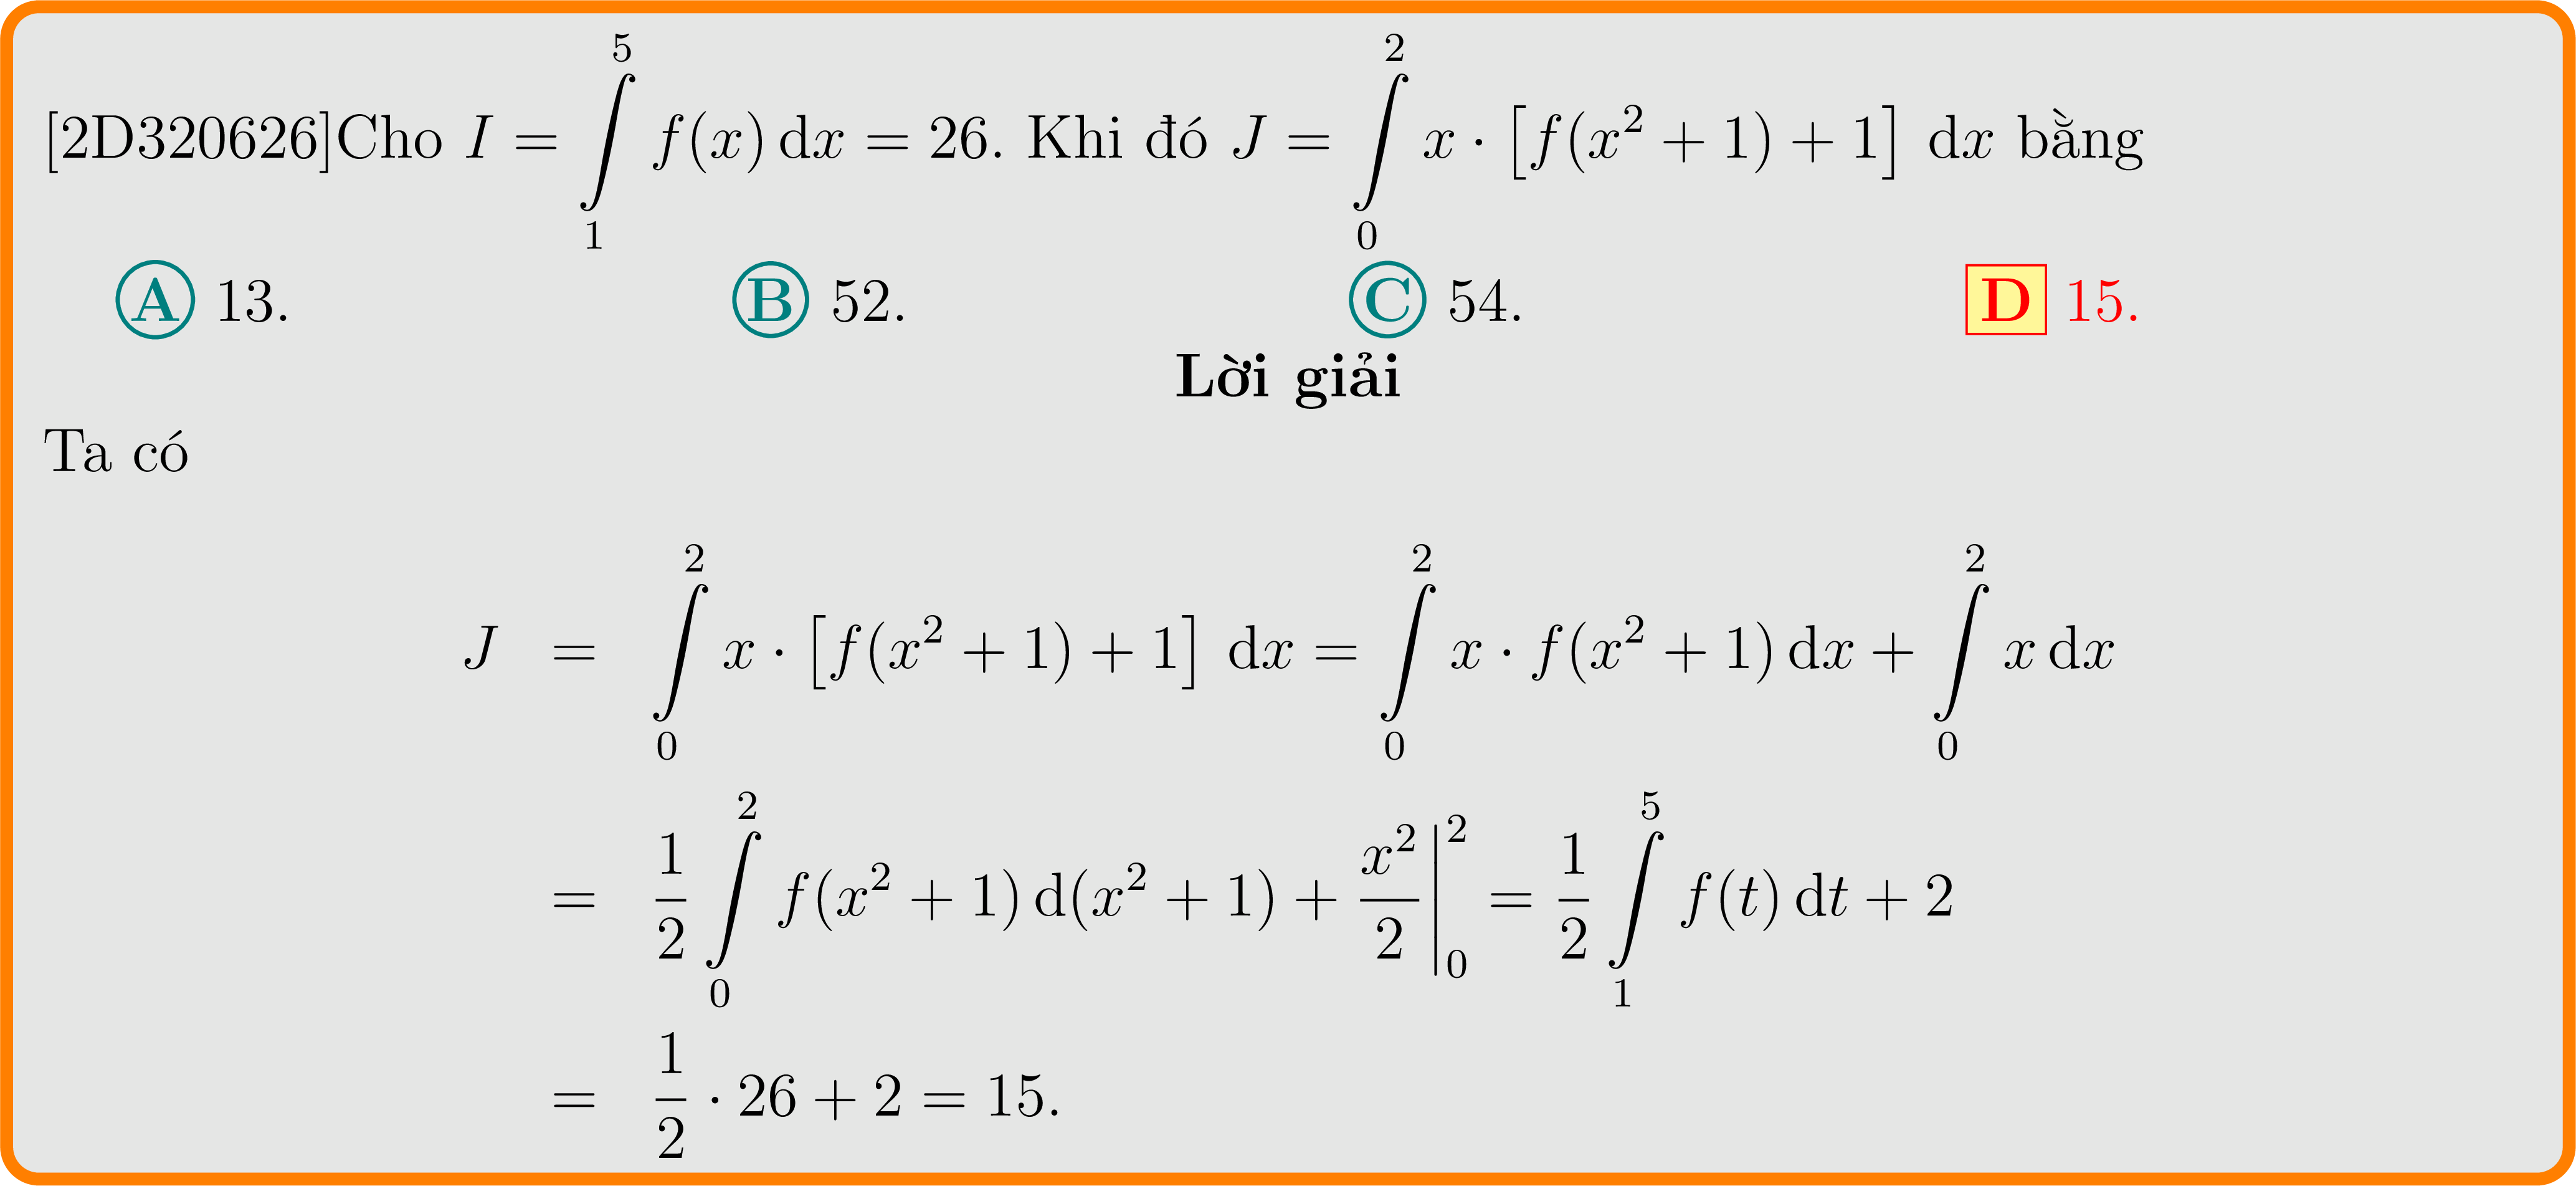 [2D320626]Cho $I = \int\limits_{1}^{5} f(x)\,\mathrm{d}x = 26$. Khi đó $J = \int\limits_{0}^{2} x \cdot \left[f(x^2 + 1) + 1\right]\,\mathrm{d}x$ bằng
A 13. B 52. C 54. D 15.
Lời giải
Ta có
$J = \int\limits_{0}^{2} x \cdot \left[f(x^2 + 1) + 1\right]\,\mathrm{d}x = \int\limits_{0}^{2} x \cdot f(x^2 + 1)\,\mathrm{d}x + \int\limits_{0}^{2} x\,\mathrm{d}x$
$= \frac{1}{2} \int\limits_{0}^{2} f(x^2 + 1)\,\mathrm{d}(x^2 + 1) + \left.\frac{x^2}{2}\right|_{0}^{2} = \frac{1}{2} \int\limits_{1}^{5} f(t)\,\mathrm{d}t + 2$
$= \frac{1}{2} \cdot 26 + 2 = 15.$